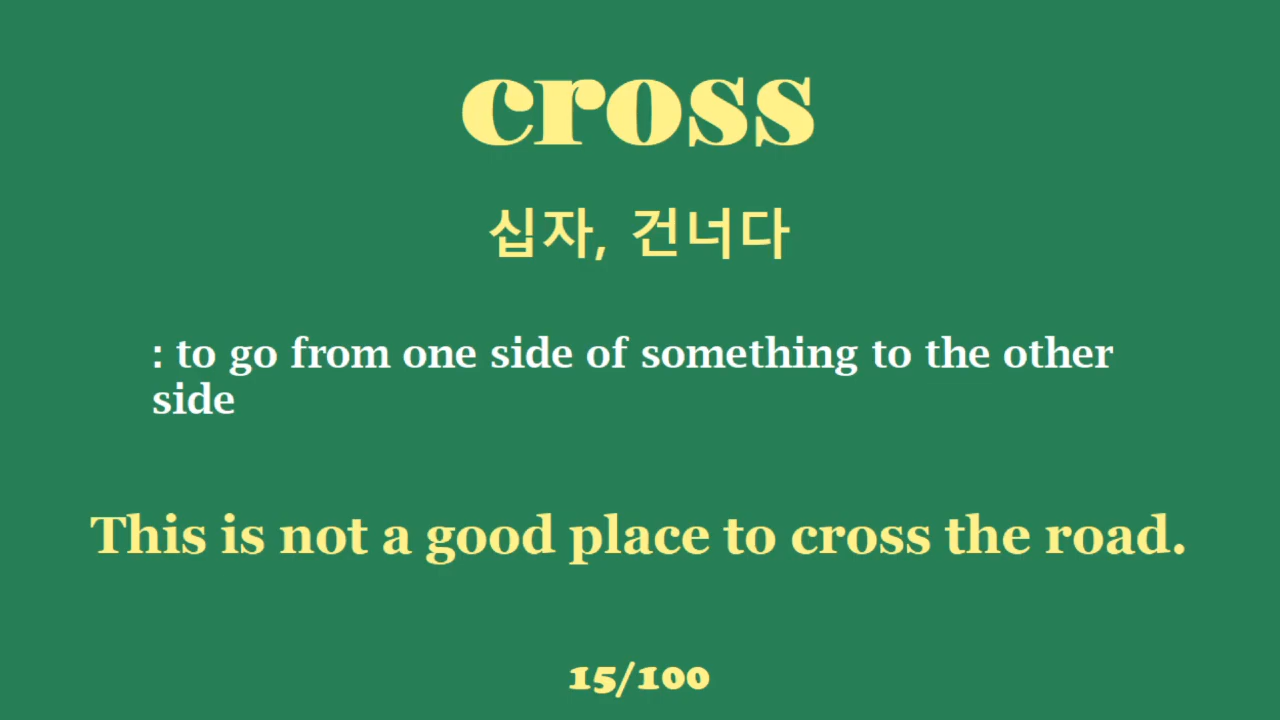 cross
십자, 건너다
: to go from one side of something to the other
side
This is not a good place to cross the road.
15/100